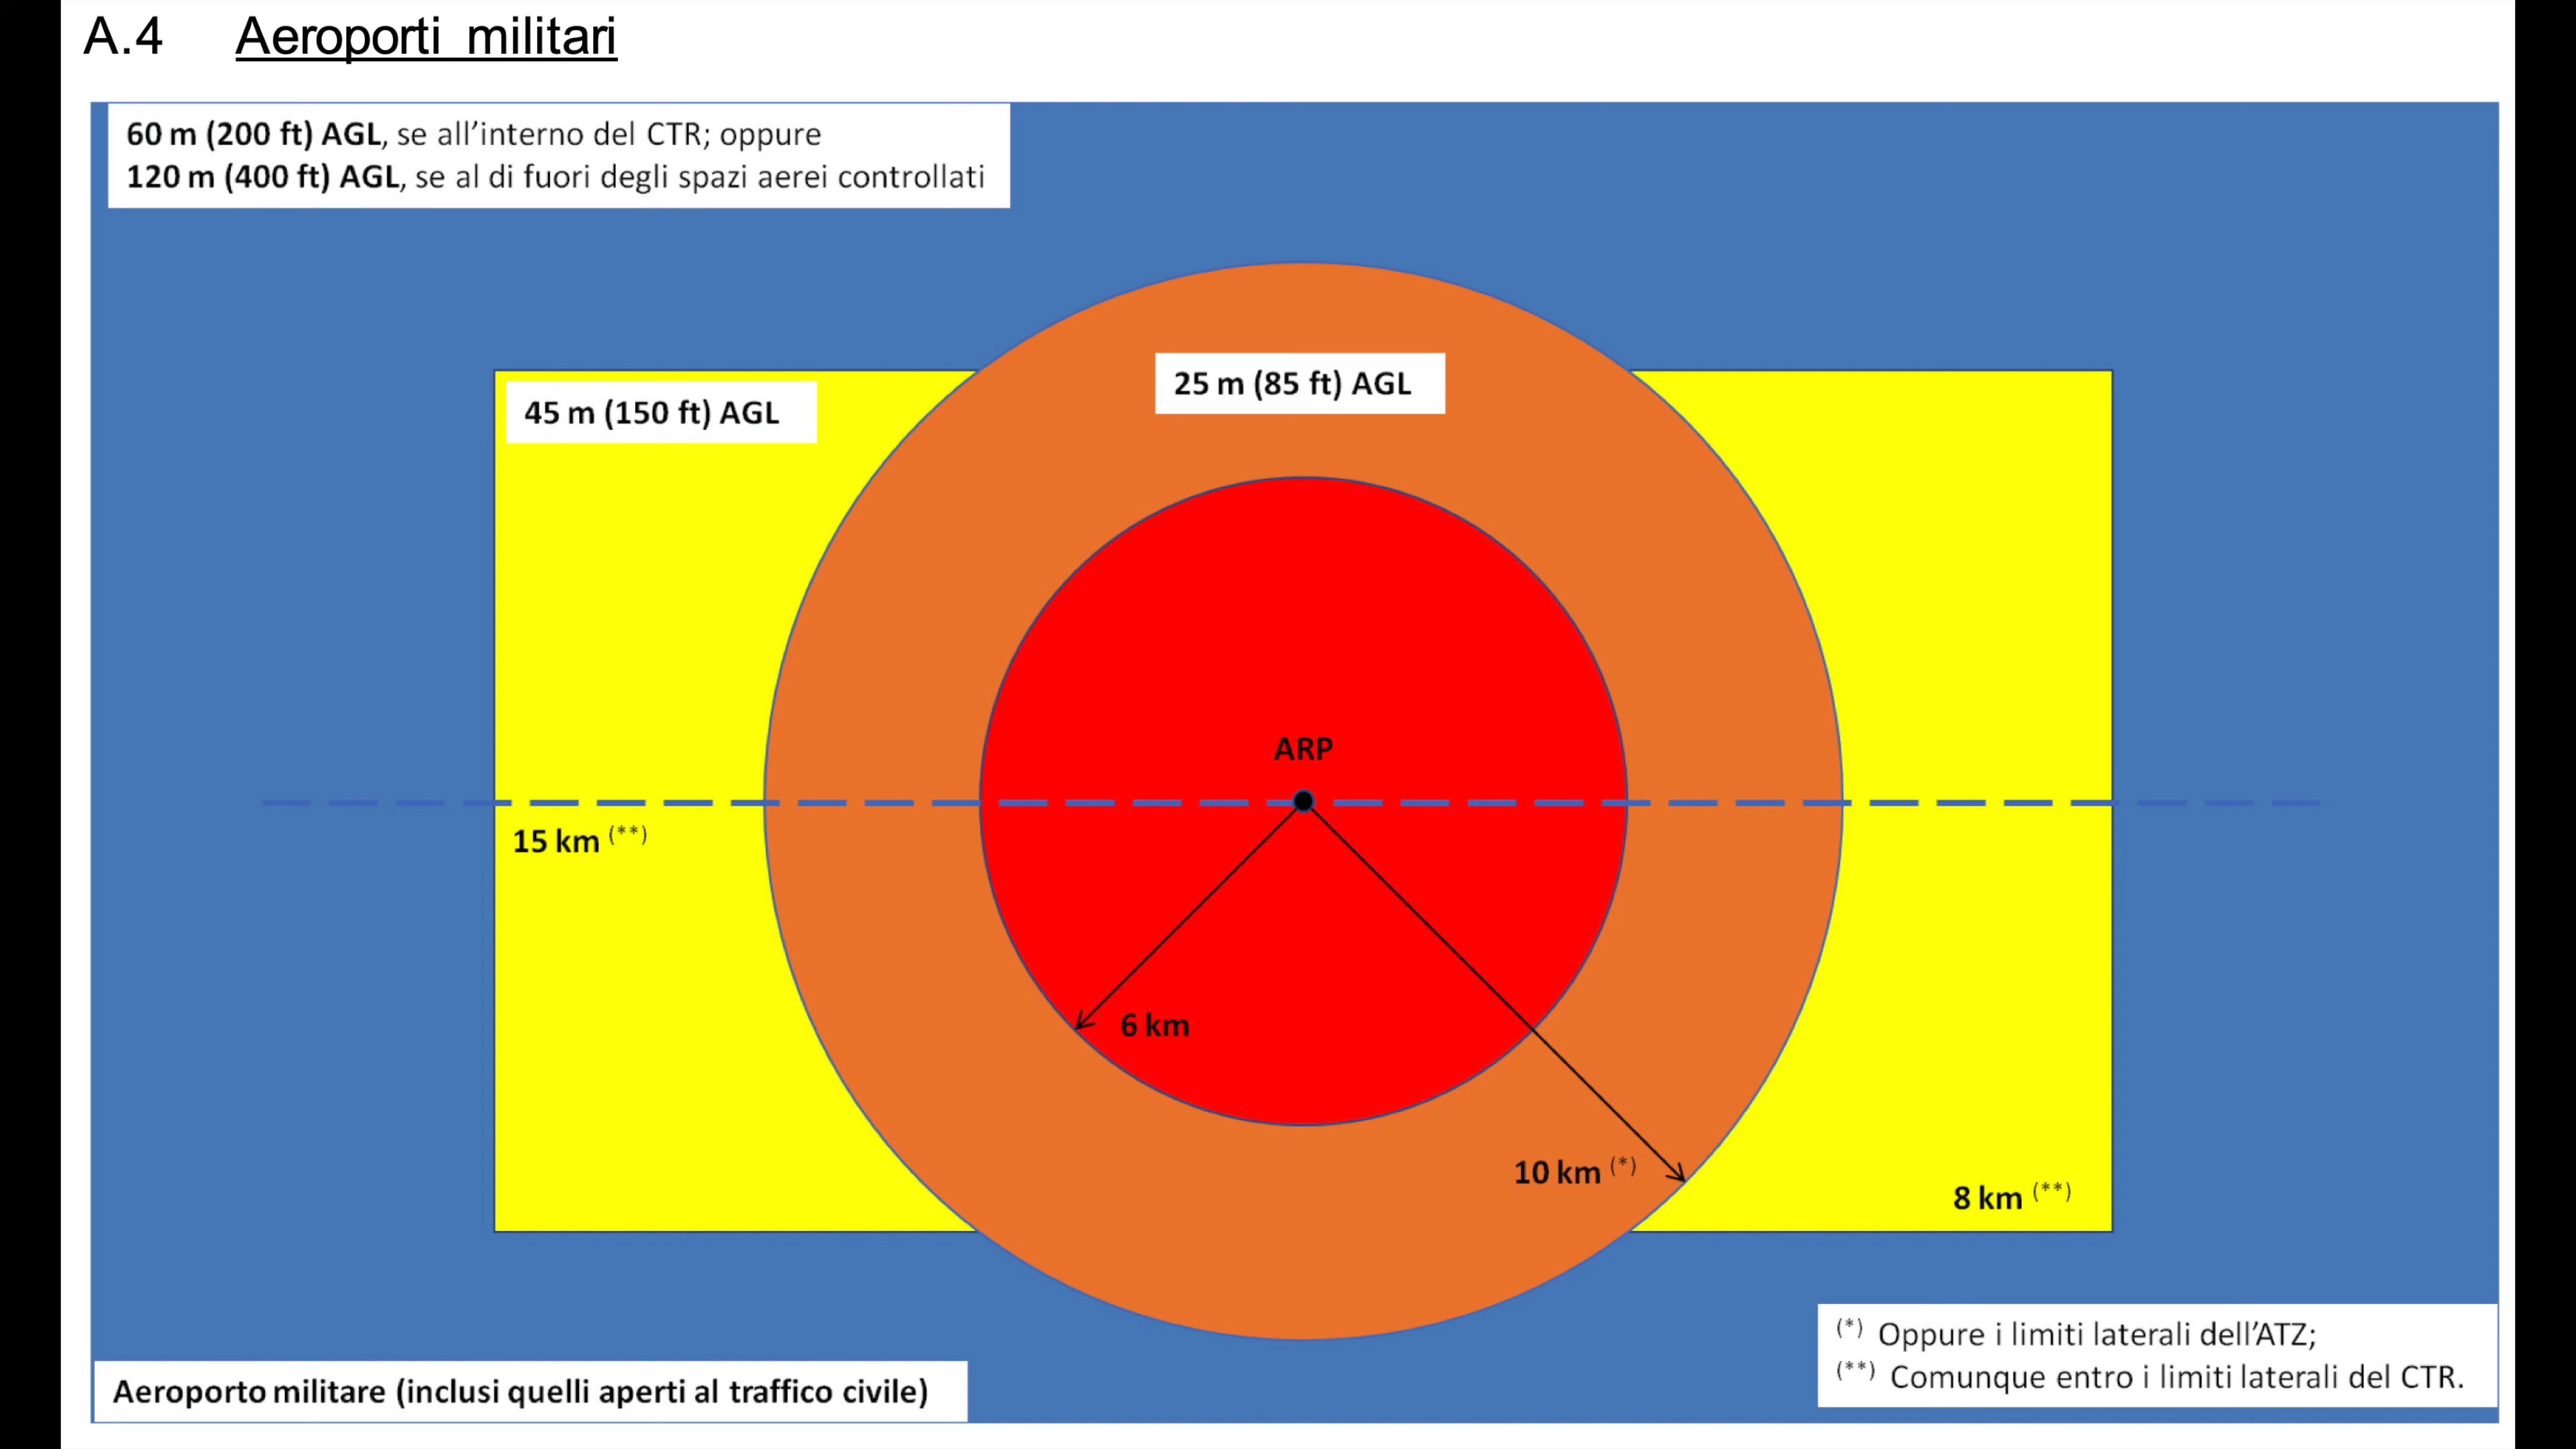 A.4 Aeroporti militari
60 m (200 ft) AGL, se all’interno del CTR; oppure
120 m (400 ft) AGL, se al di fuori degli spazi aerei controllati
25 m (85 ft) AGL
45 m (150 ft) AGL
ARP
15 km (**)
6 km
10 km (*)
8 km (**)
(*) Oppure i limiti laterali dell’ATZ;
(**) Comunque entro i limiti laterali del CTR.
Aeroporto militare (inclusi quelli aperti al traffico civile)